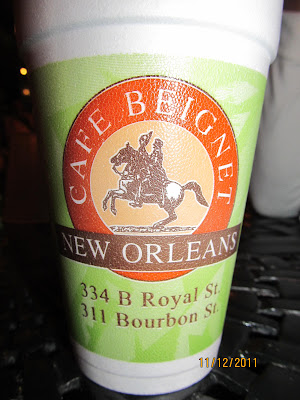 CAFE BEIGNET
NEW ORLEANS
334 B Royal St.
311 Bourbon St.
11/12/2011